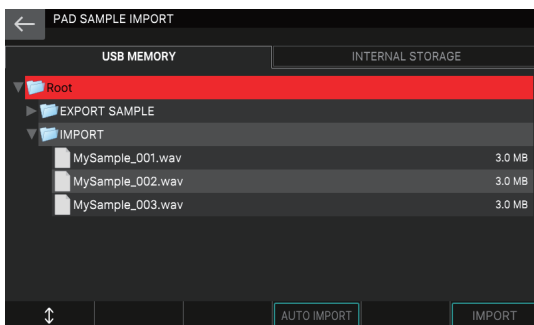 PAD SAMPLE IMPORT
USB MEMORY INTERNAL STORAGE
Root
EXPORT SAMPLE
IMPORT
MySample_001.wav 3.0 MB
MySample_002.wav 3.0 MB
MySample_003.wav 3.0 MB
AUTO IMPORT IMPORT